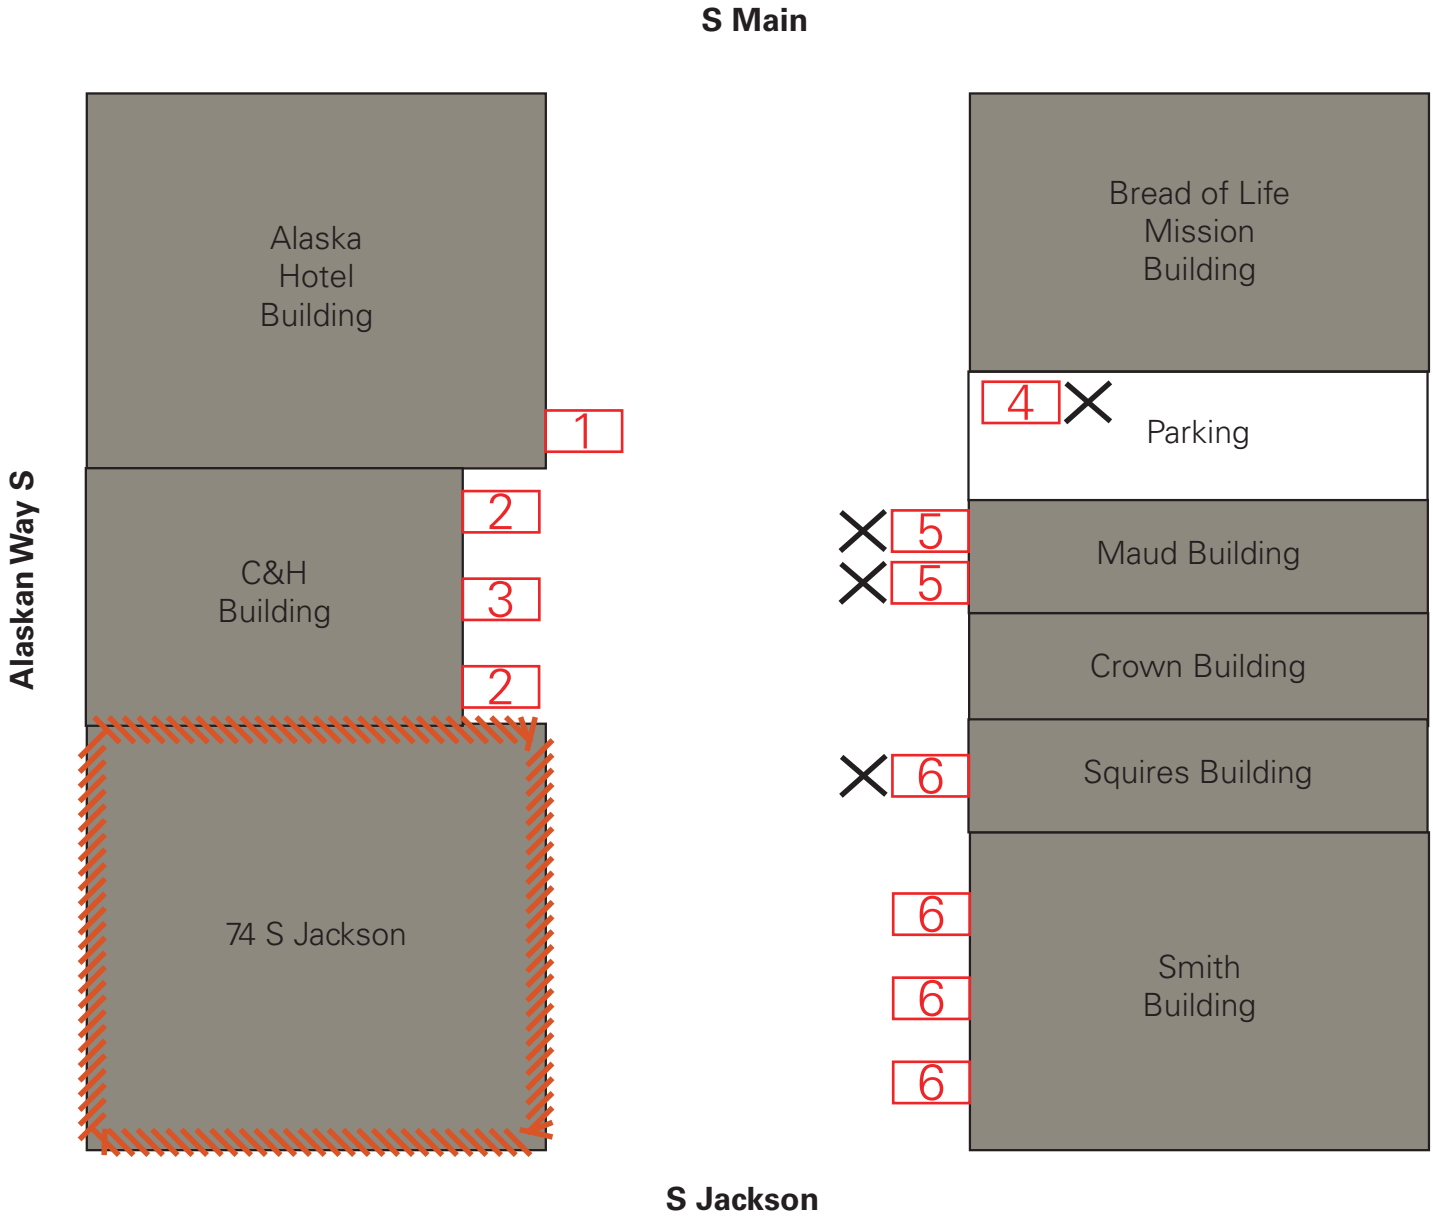 S Main
Alaska
Hotel
Building
1
C&H
Building
2
3
2
74 S Jackson
Alaskan Way S
Bread of Life
Mission
Building
4
Parking
5
5
Maud Building
Crown Building
6
Squires Building
6
6
6
Smith
Building
S Jackson